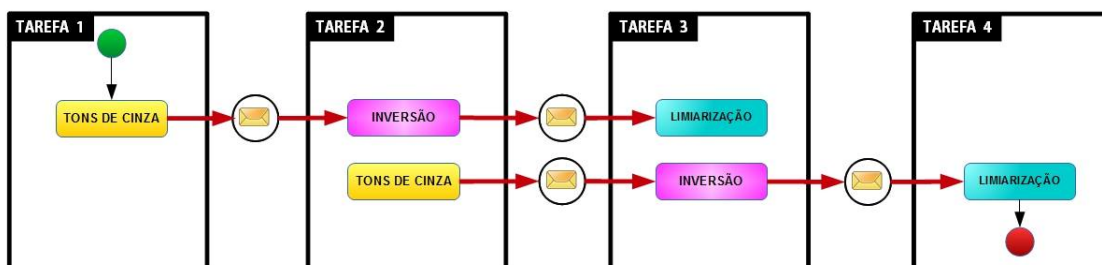 TAREFA 1
TAREFA 2
TAREFA 3
TAREFA 4
TONS DE CINZA
INVERSÃO
LIMIARIZAÇÃO
TONS DE CINZA
INVERSÃO
LIMIARIZAÇÃO